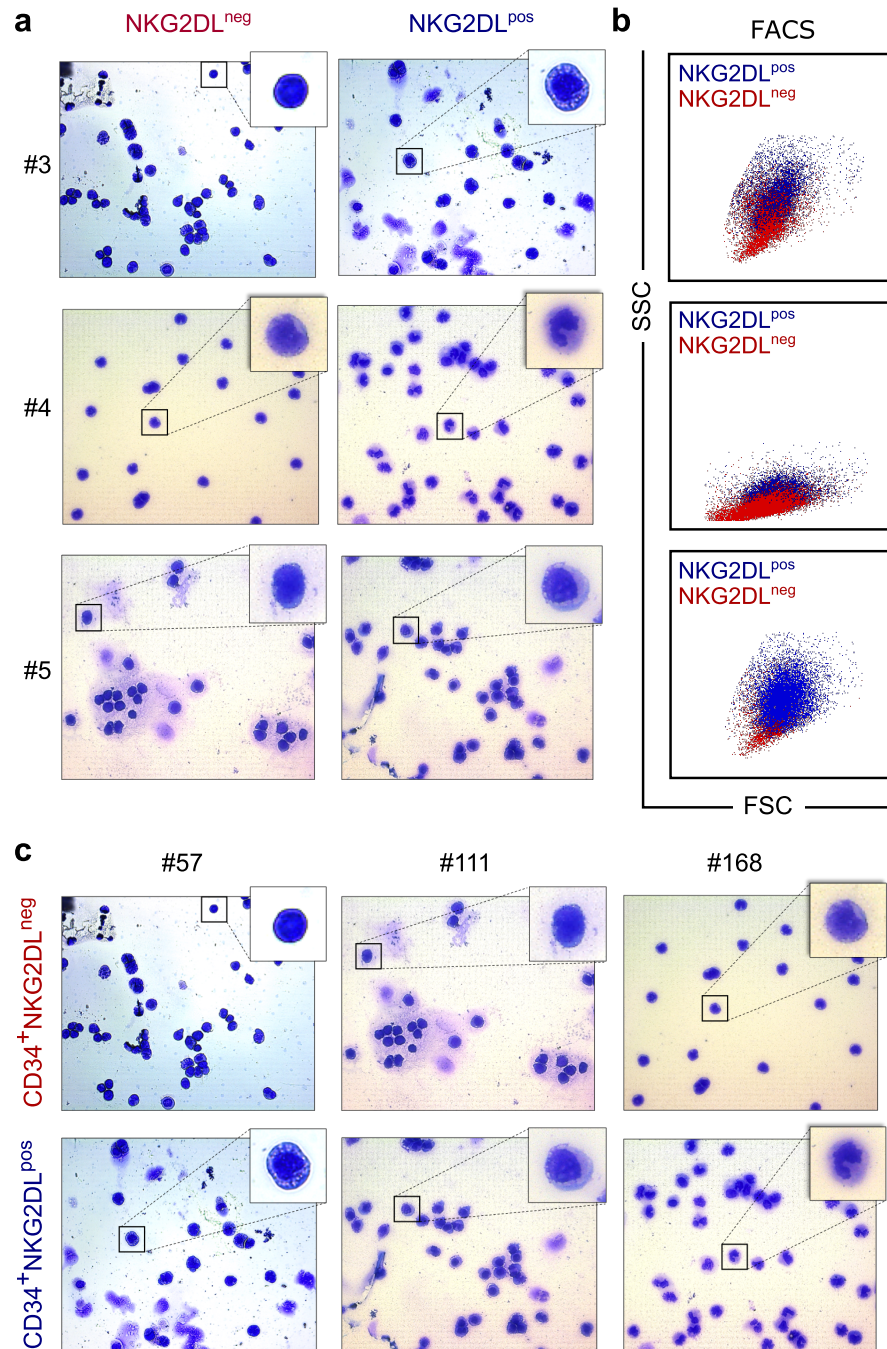 a
NKG2DLneg
NKG2DLpos
b
FACS
#3
#4
#5
NKG2DLpos
NKG2DLneg
NKG2DLpos
NKG2DLneg
NKG2DLpos
NKG2DLneg
SSC
FSC
c
#57
#111
#168
CD34+NKG2DLneg
CD34+NKG2DLpos